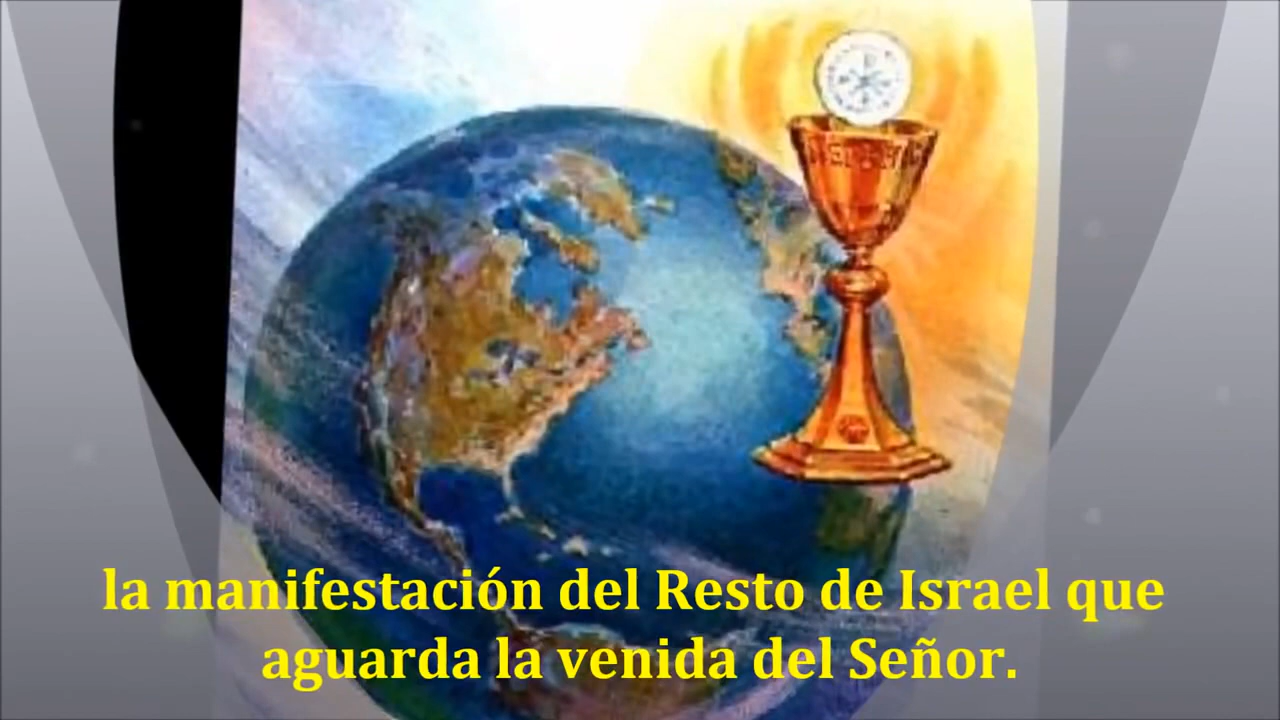 la manifestación del Resto de Israel que
aguarda la venida del Señor.